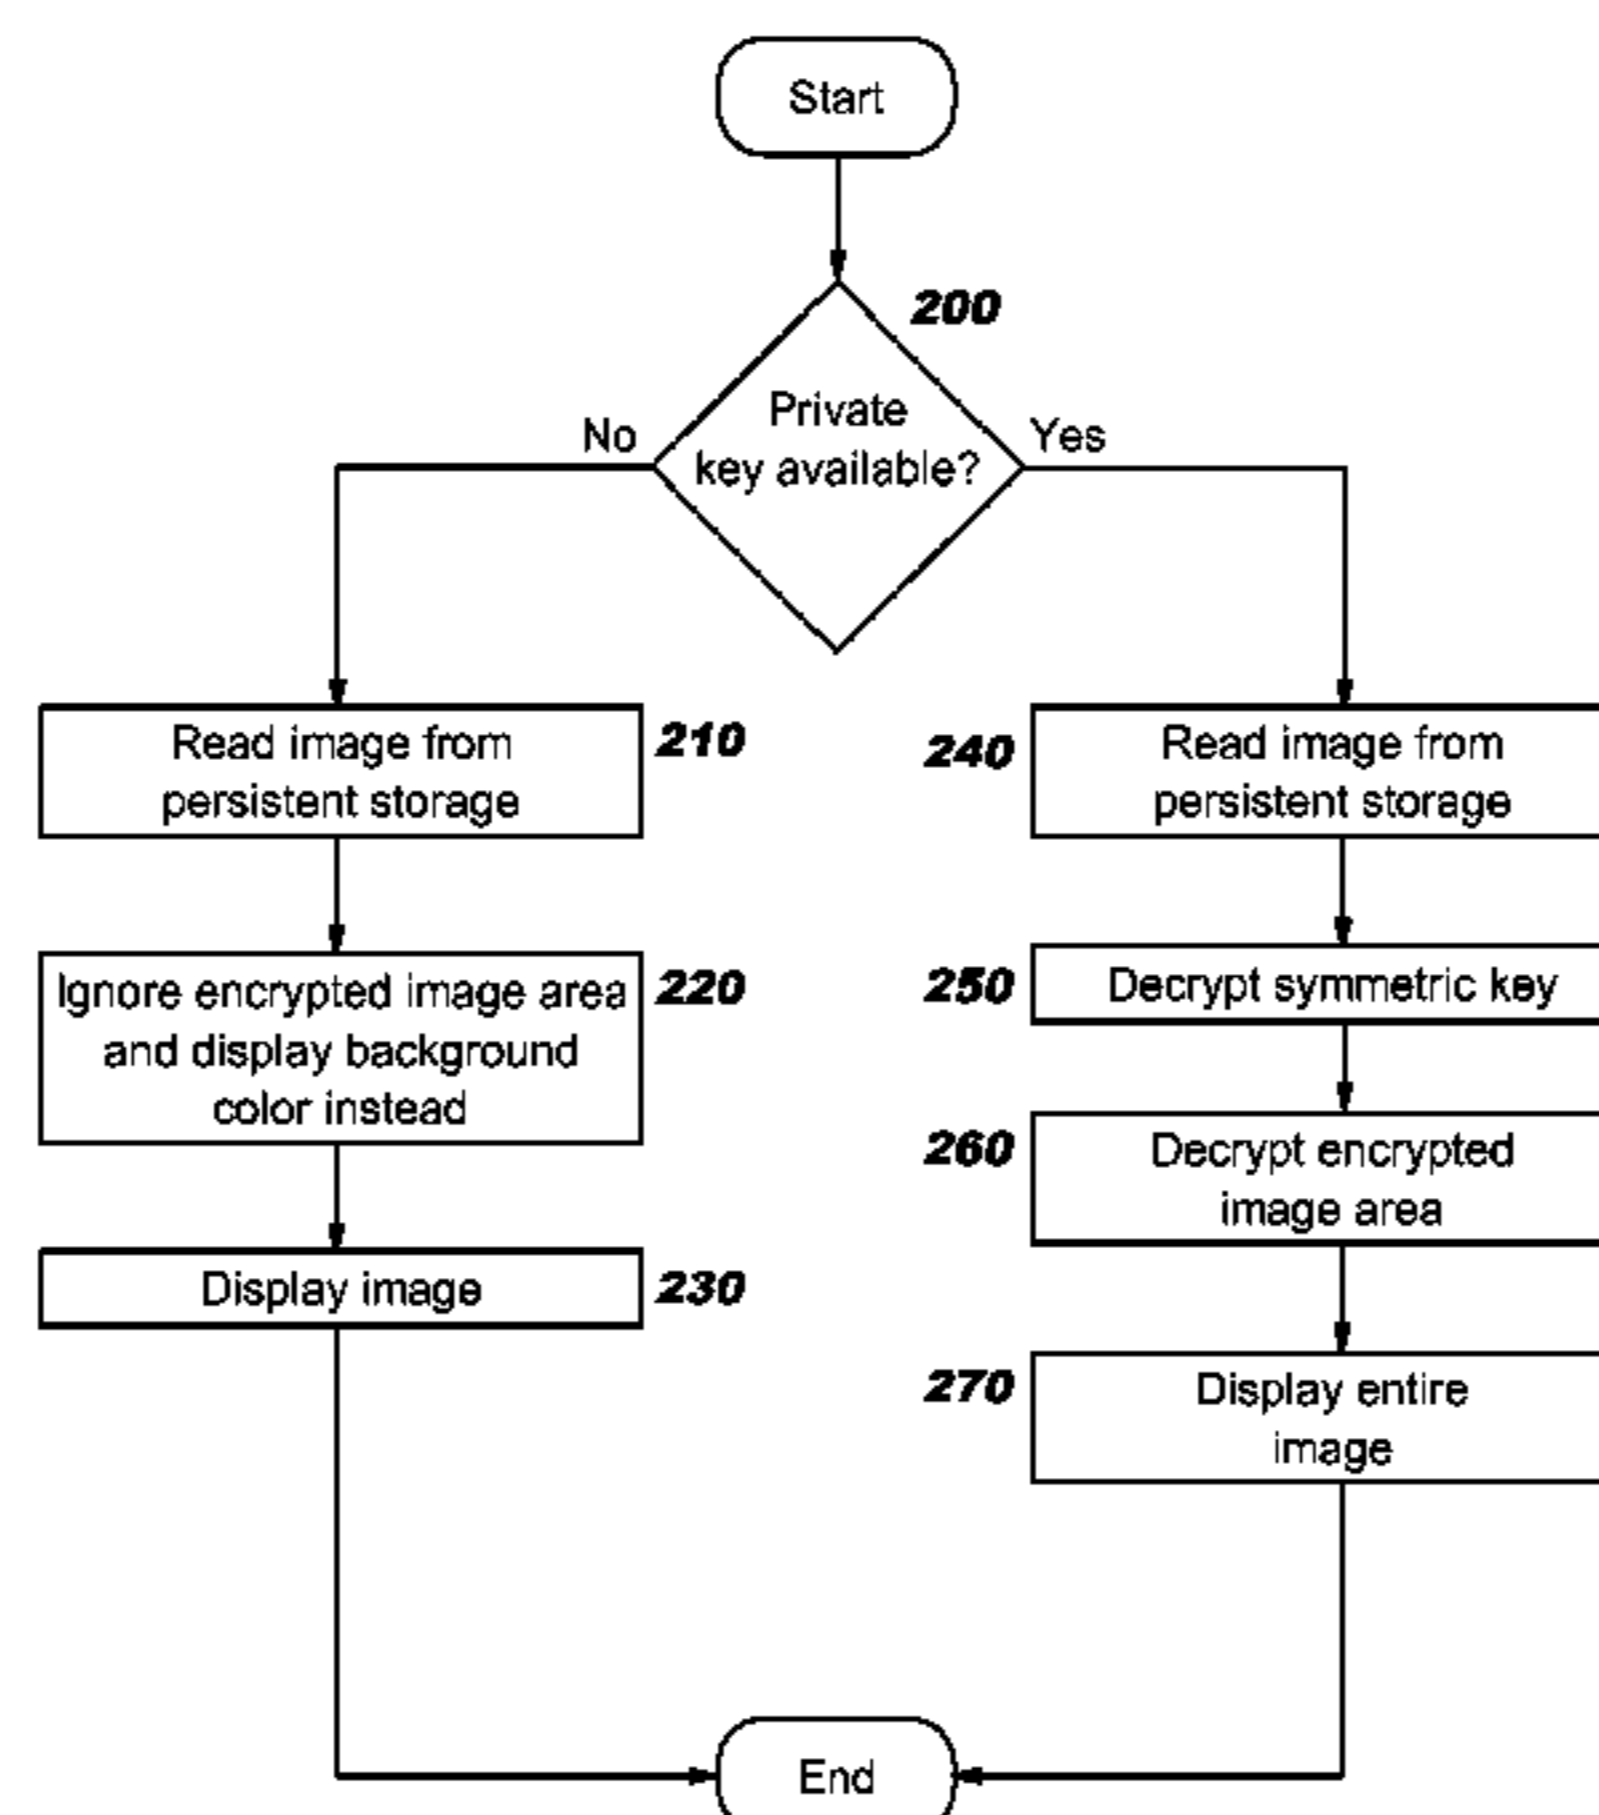 Start
200
Private
key available?
No
Yes
Read image from
persistent storage
210
Ignore encrypted image area
and display background
color instead
220
Display image
230
240
Read image from
persistent storage
250
Decrypt symmetric key
260
Decrypt encrypted
image area
270
Display entire
image
End